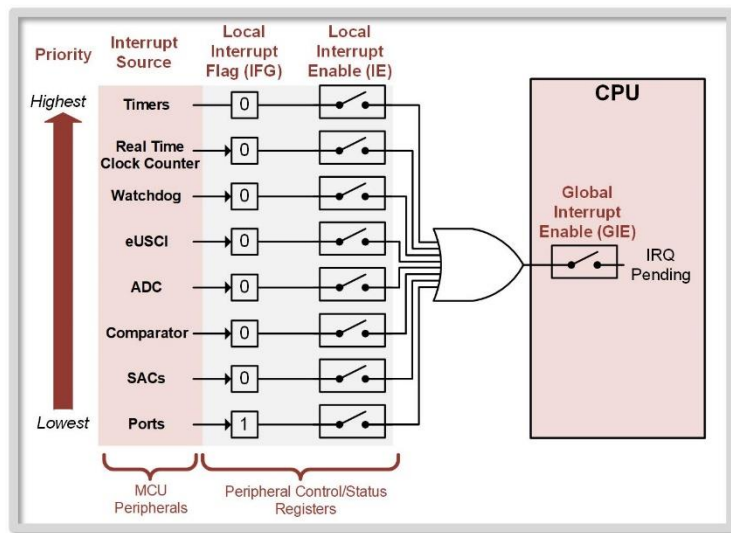 Priority
Interrupt
Source
Local
Interrupt
Flag (IFG)
Local
Interrupt
Enable (IE)
Highest
Timers
0
Real Time
Clock Counter
0
Watchdog
0
eUSCI
0
ADC
0
Comparator
0
SACs
0
Lowest
Ports
1
CPU
Global
Interrupt
Enable (GIE)
IRQ
Pending
MCU
Peripherals
Peripheral Control/Status
Registers